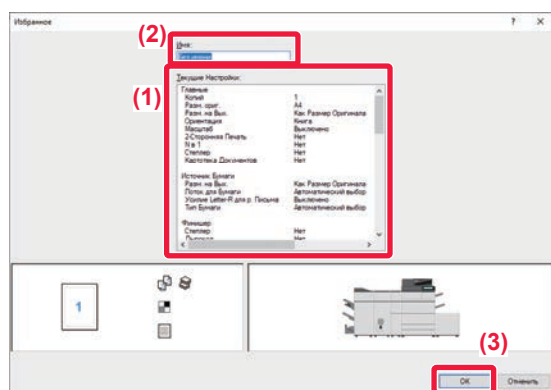 Избранное ? ×
(2)
Имя:
(1)
Текущие Настройки:
Главные
Копий 1
Разм. ориг. A4
Разм. на Вых. Как Размер Оригинала
Ориентация Книга
Масштаб Выключено
2-Сторонняя Печать Нет
N в 1 Нет
Степлер Нет
Картотека Документов Нет
Источник Бумаги
Разм. на Вых. Как Размер Оригинала
Лоток для Бумаги Автоматический выбор
Усилие Letter-R для р. Письма Выключено
Тип Бумаги Автоматический выбор
Финишер
Степлер Нет
Дырокол Нет
1
(3)
OK Отменить